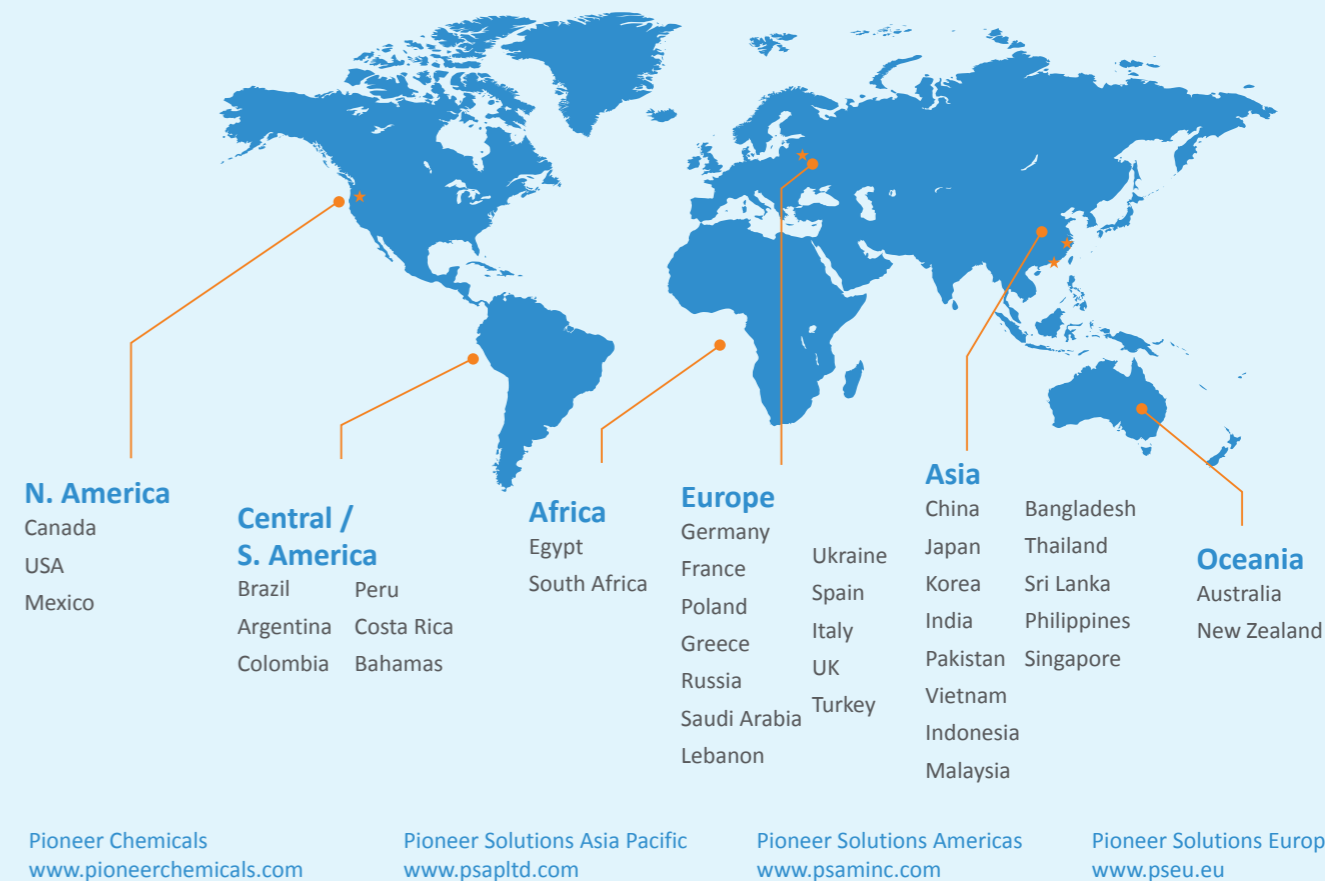 N. America
Canada
USA
Mexico
Central /
S. America
Brazil
Argentina
Colombia
Peru
Costa Rica
Bahamas
Africa
Egypt
South Africa
Europe
Germany
France
Poland
Greece
Russia
Saudi Arabia
Lebanon
Ukraine
Spain
Italy
UK
Turkey
Asia
China
Japan
Korea
India
Pakistan
Vietnam
Indonesia
Malaysia
Bangladesh
Thailand
Sri Lanka
Philippines
Singapore
Oceania
Australia
New Zealand
Pioneer Chemicals
www.pioneerchemicals.com
Pioneer Solutions Asia Pacific
www.psapltd.com
Pioneer Solutions Americas
www.psaminc.com
Pioneer Solutions Europ
www.pseu.eu